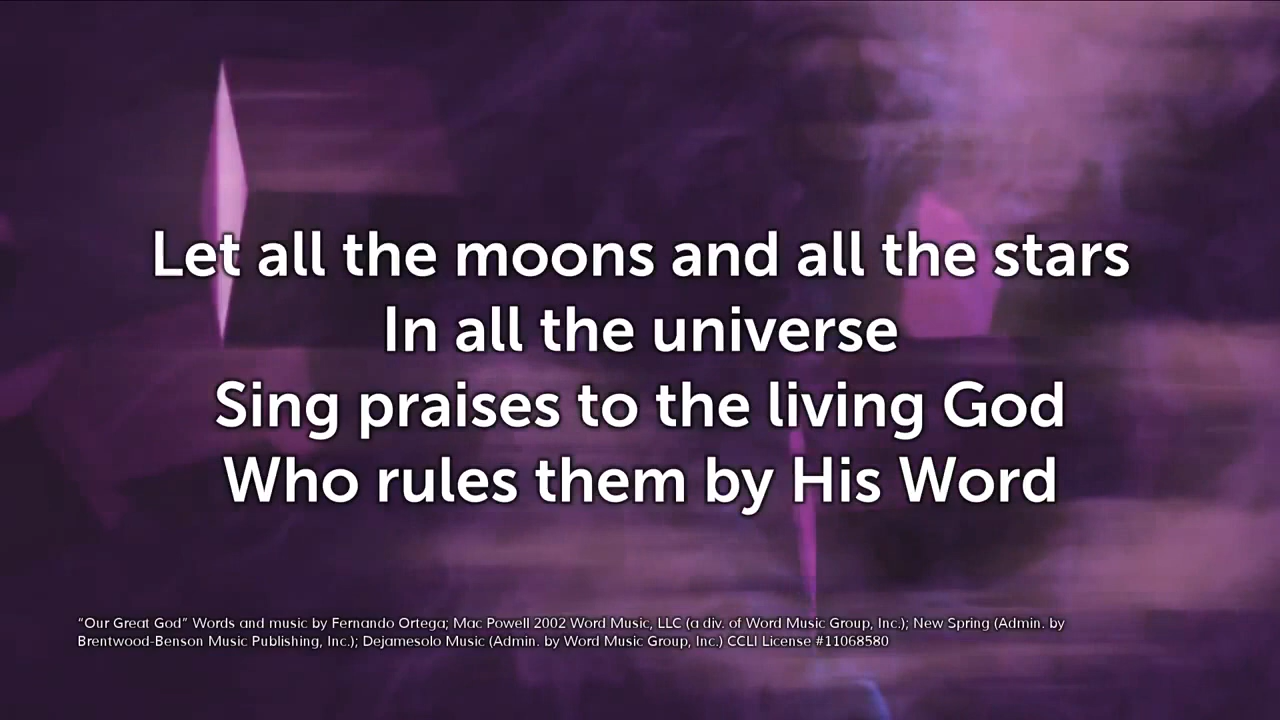 Let all the moons and all the stars
In all the universe
Sing praises to the living God
Who rules them by His Word
“Our Great God” Words and music by Fernando Ortega; Mac Powell 2002 Word Music, LLC (a div. of Word Music Group, Inc.); New Spring (Admin. by
Brentwood-Benson Music Publishing, Inc.); Dejamesolo Music (Admin. by Word Music Group, Inc.) CCLI License #11068580